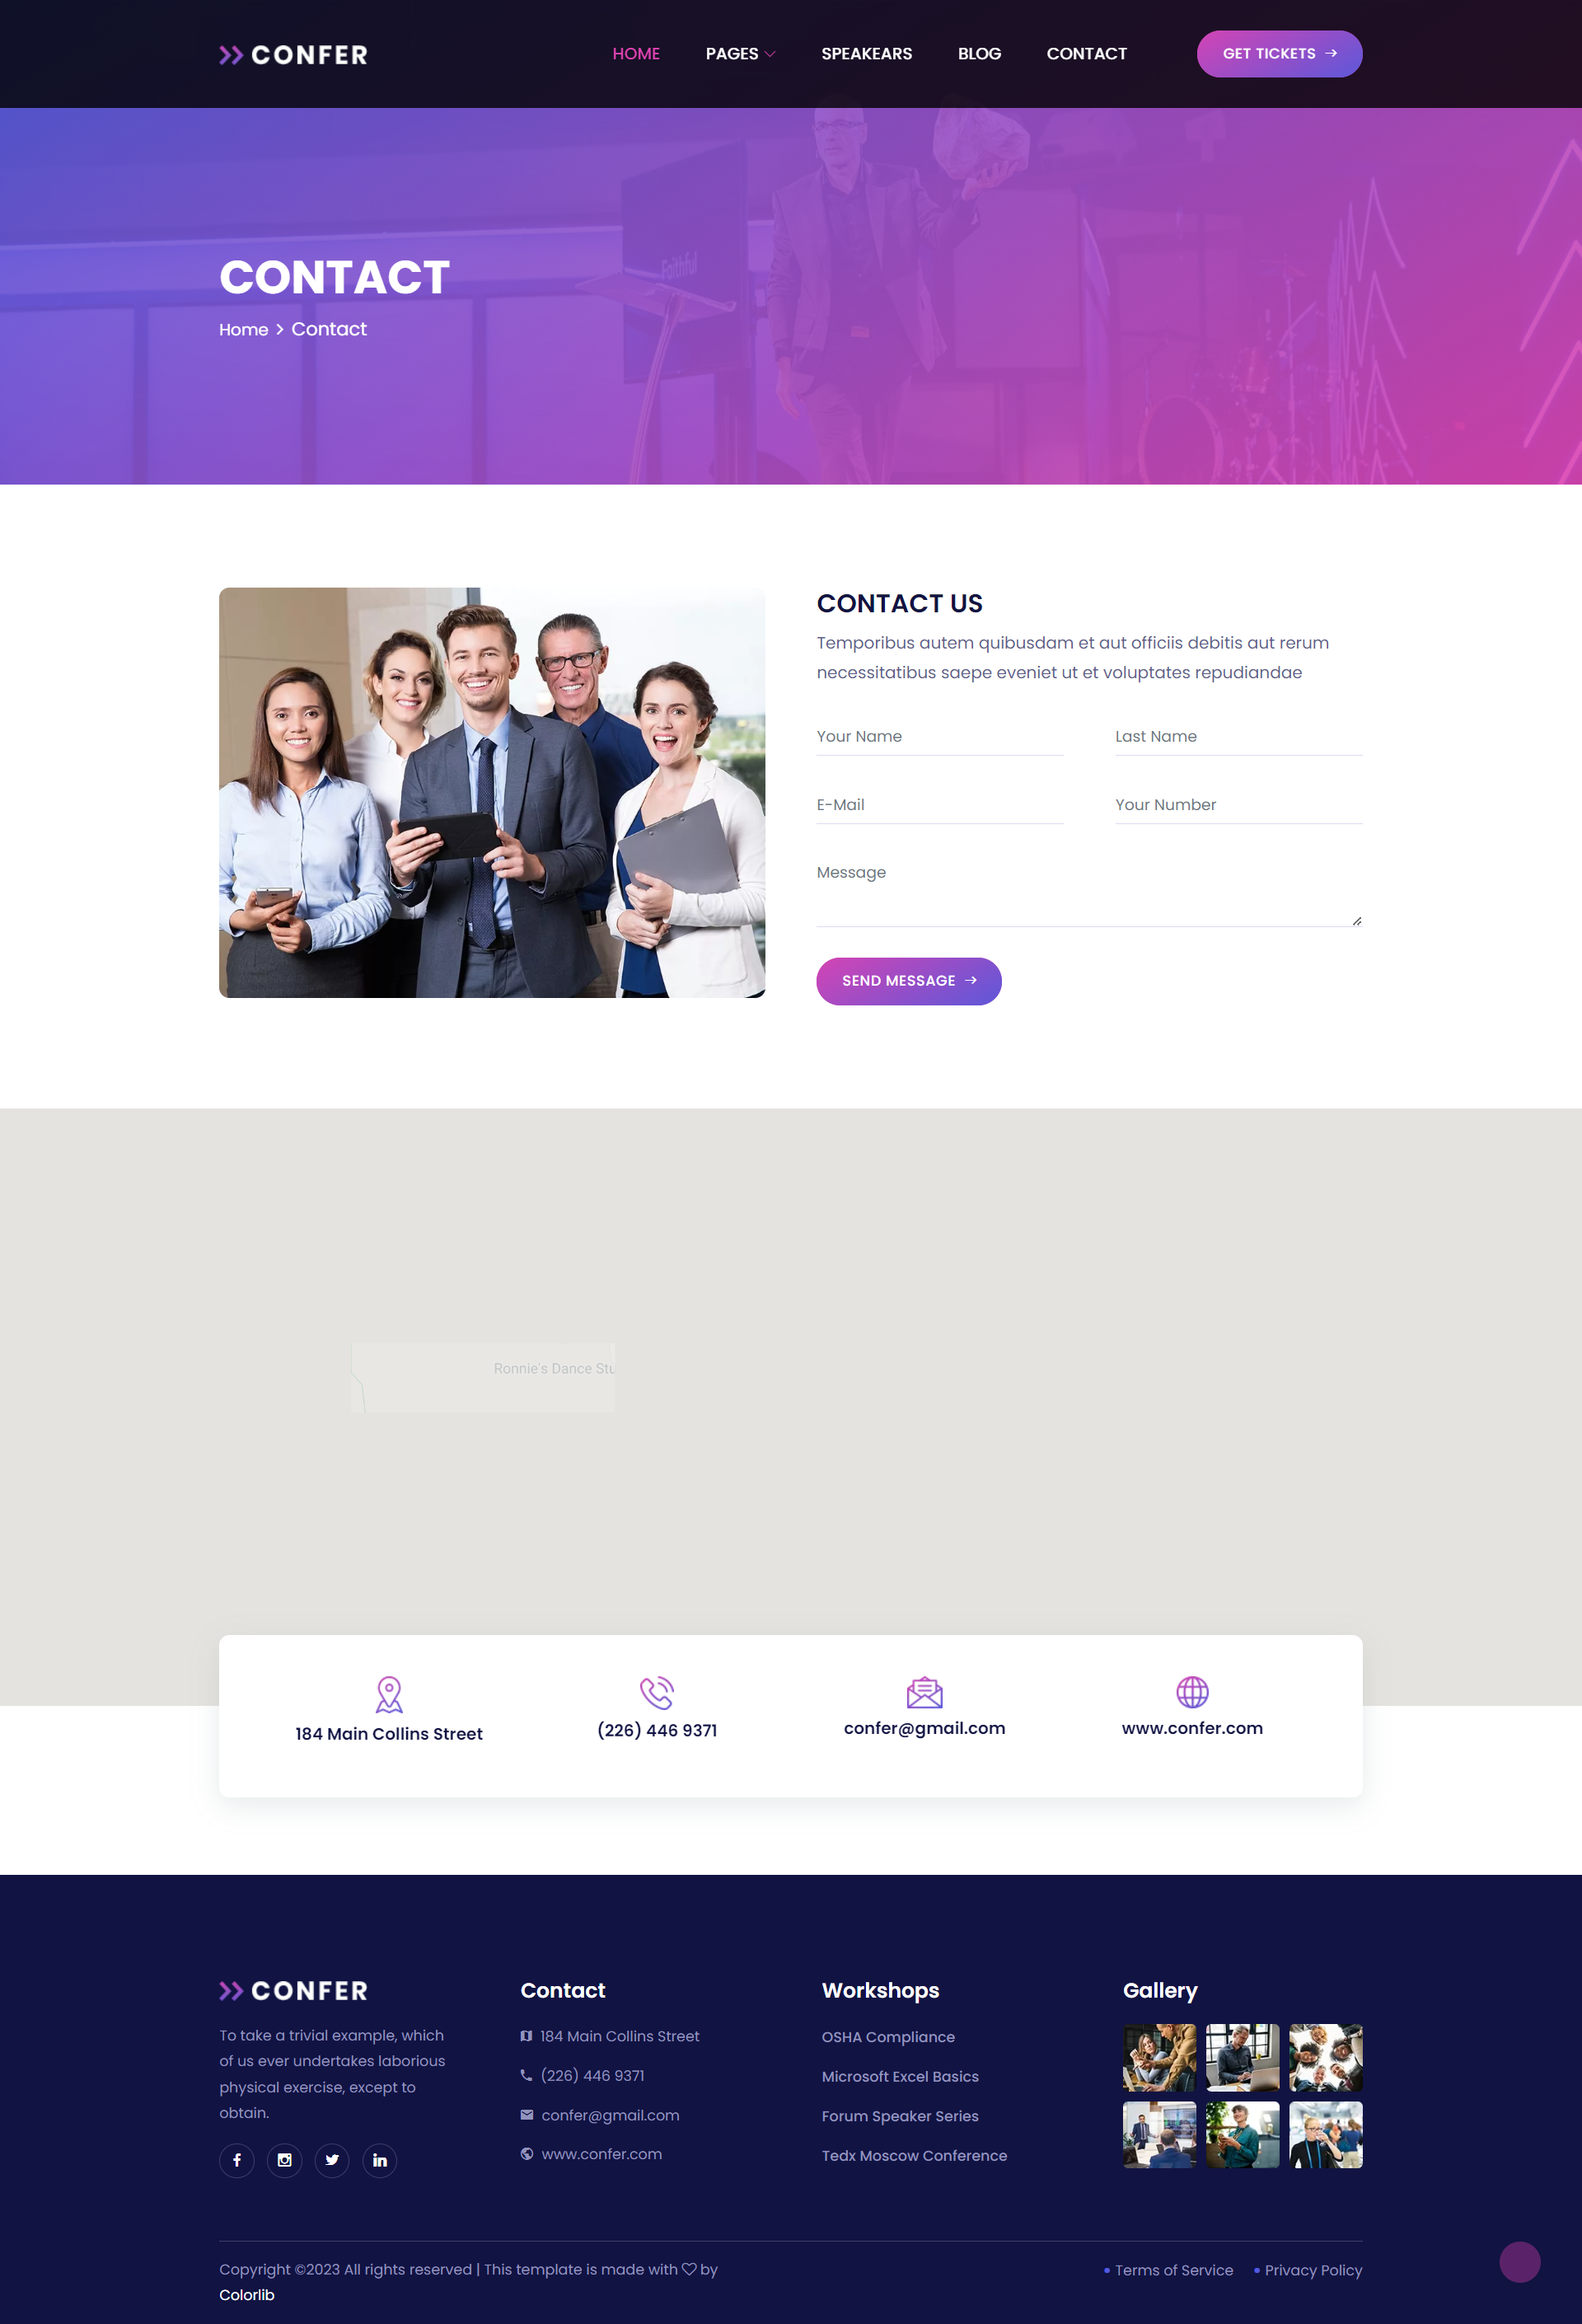 CONFER
HOME PAGES SPEAKEARS BLOG CONTACT GET TICKETS
Faithful
CONTACT
Home > Contact
CONTACT US
Temporibus autem quibusdam et aut officiis debitis aut rerum
necessitatibus saepe eveniet ut et voluptates repudiandae
Your Name
Last Name
E-Mail
Your Number
Message
SEND MESSAGE
Ronnie's Dance Stu
184 Main Collins Street
(226) 446 9371
confer@gmail.com
www.confer.com
CONFER
To take a trivial example, which
of us ever undertakes laborious
physical exercise, except to
obtain.
Contact
184 Main Collins Street
(226) 446 9371
confer@gmail.com
www.confer.com
Workshops
OSHA Compliance
Microsoft Excel Basics
Forum Speaker Series
Tedx Moscow Conference
Gallery
Copyright ©2023 All rights reserved | This template is made with ♡ by
Colorlib
Terms of Service
Privacy Policy